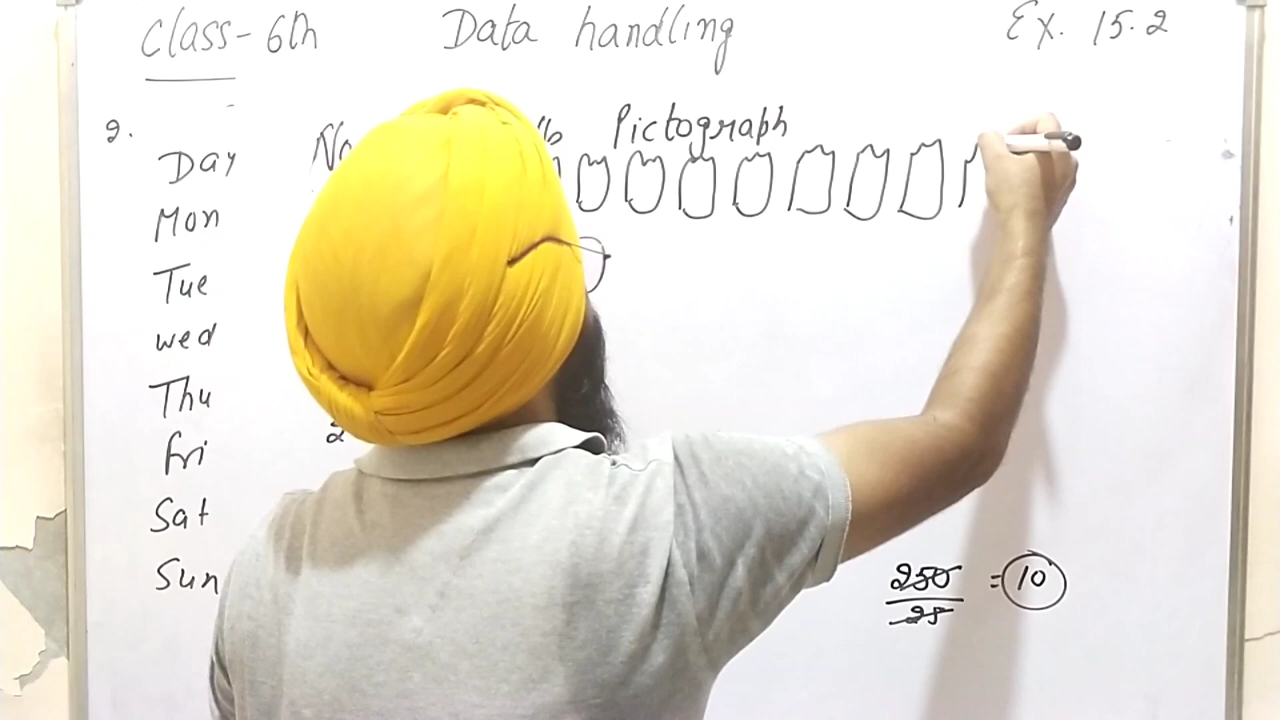 Class - 6th Data handling Ex. 15.2
2.
Day No Pictograph
Mon
Tue
Wed
Thu
Fri 2
Sat
Sun
250 = 10
25